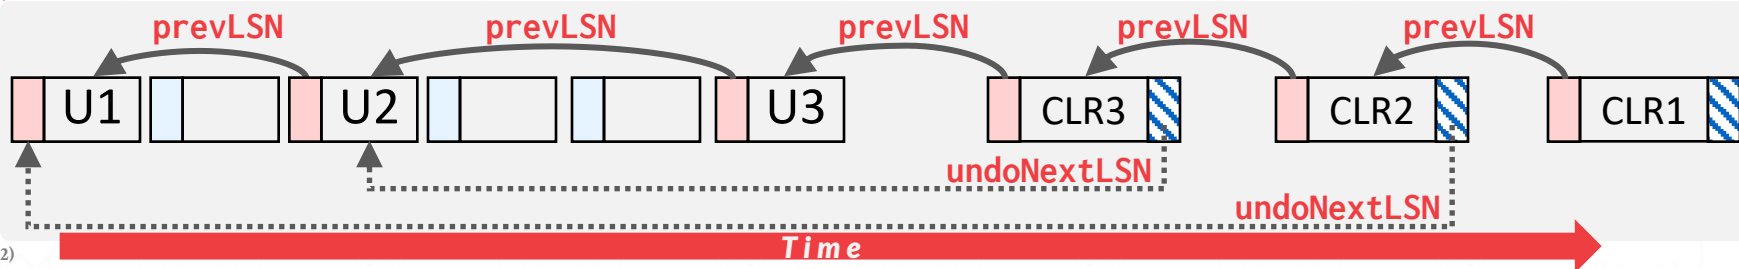 prevLSN prevLSN prevLSN prevLSN prevLSN
U1 U2 U3 CLR3 CLR2 CLR1
undoNextLSN
undoNextLSN
Time
2)